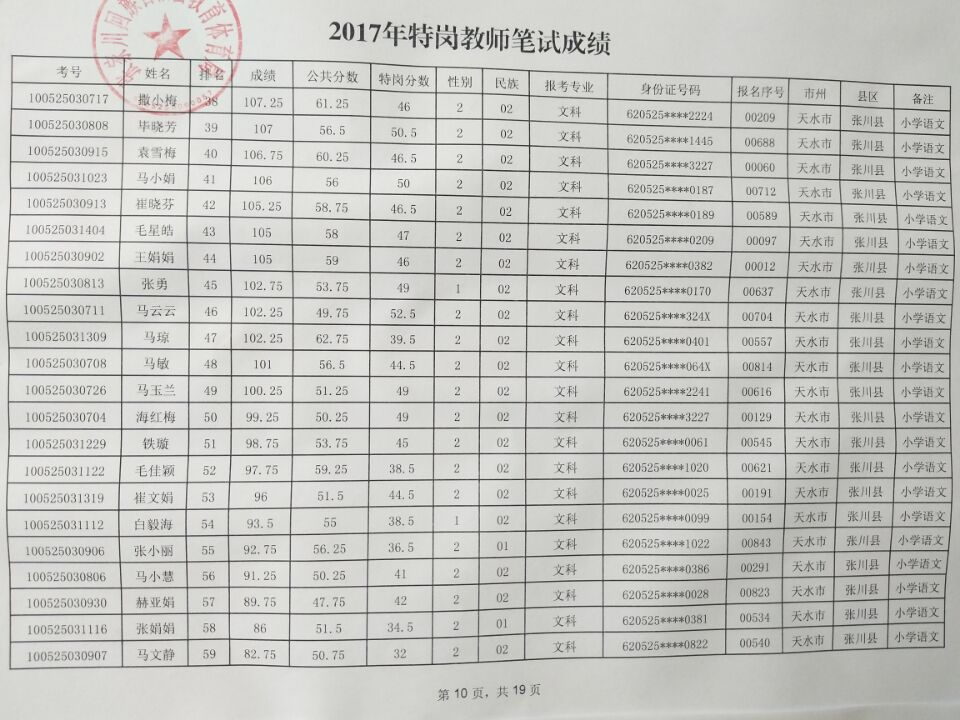 2017年特岗教师笔试成绩
考号 姓名 排名 成绩 公共分数 特岗分数 性别 民族 报考专业 身份证号码 报名序号 市州 县区 备注
100525030717 撒小梅 38 107.25 61.25 46 2 02 文科 620525****2224 00209 天水市 张川县 小学语文
100525030808 毕晓芳 39 107 56.5 50.5 2 02 文科 620525****1445 00688 天水市 张川县 小学语文
100525030915 袁雪梅 40 106.75 60.25 46.5 2 02 文科 620525****3227 00060 天水市 张川县 小学语文
100525031023 马小娟 41 106 56 50 2 02 文科 620525****0187 00712 天水市 张川县 小学语文
100525030913 崔晓芬 42 105.25 58.75 46.5 2 02 文科 620525****0189 00589 天水市 张川县 小学语文
100525031404 毛星皓 43 105 58 47 2 02 文科 620525****0209 00097 天水市 张川县 小学语文
100525030902 王娟娟 44 105 59 46 2 02 文科 620525****0382 00012 天水市 张川县 小学语文
100525030813 张勇 45 102.75 53.75 49 1 02 文科 620525****0170 00637 天水市 张川县 小学语文
100525030711 马云云 46 102.25 49.75 52.5 2 02 文科 620525****324X 00704 天水市 张川县 小学语文
100525031309 马琼 47 102.25 62.75 39.5 2 02 文科 620525****0401 00557 天水市 张川县 小学语文
100525030708 马敏 48 101 56.5 44.5 2 02 文科 620525****064X 00814 天水市 张川县 小学语文
100525030726 马玉兰 49 100.25 51.25 49 2 02 文科 620525****2241 00616 天水市 张川县 小学语文
100525030704 海红梅 50 99.25 50.25 49 2 02 文科 620525****3227 00129 天水市 张川县 小学语文
100525031229 铁璇 51 98.75 53.75 45 2 02 文科 620525****0061 00545 天水市 张川县 小学语文
100525031122 毛佳颖 52 97.75 59.25 38.5 2 02 文科 620525****1020 00621 天水市 张川县 小学语文
100525031319 崔文娟 53 96 51.5 44.5 2 02 文科 620525****0025 00191 天水市 张川县 小学语文
100525031112 白毅海 54 93.5 55 38.5 1 02 文科 620525****0099 00154 天水市 张川县 小学语文
100525030906 张小丽 55 92.75 56.25 36.5 2 01 文科 620525****1022 00843 天水市 张川县 小学语文
100525030806 马小慧 56 91.25 50.25 41 2 02 文科 620525****0386 00291 天水市 张川县 小学语文
100525030930 赫亚娟 57 89.75 47.75 42 2 02 文科 620525****0028 00823 天水市 张川县 小学语文
100525031116 张娟娟 58 86 51.5 34.5 2 01 文科 620525****0381 00534 天水市 张川县 小学语文
100525030907 马文静 59 82.75 50.75 32 2 02 文科 620525****0822 00540 天水市 张川县 小学语文
第 10 页，共 19 页